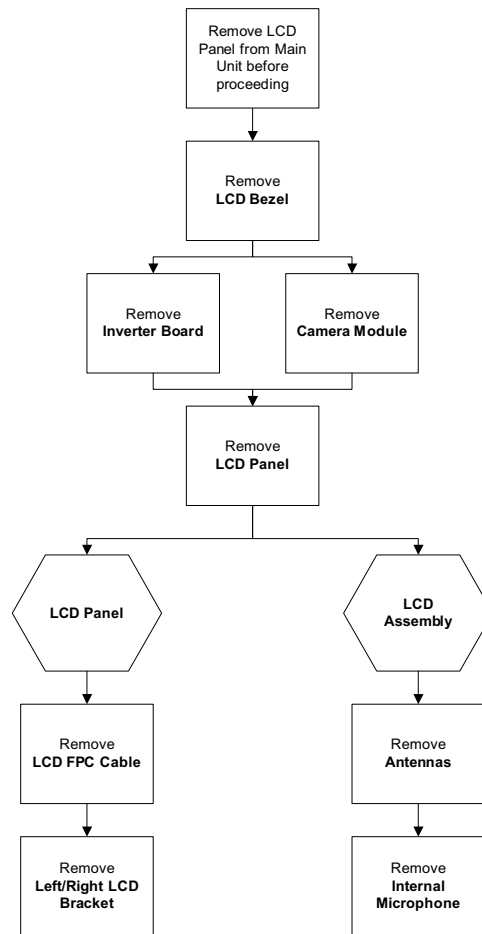 Remove LCD
Panel from Main
Unit before
proceeding
Remove
LCD Bezel
Remove
Inverter Board
Remove
Camera Module
Remove
LCD Panel
LCD Panel
LCD
Assembly
Remove
LCD FPC Cable
Remove
Antennas
Remove
Left/Right LCD
Bracket
Remove
Internal
Microphone